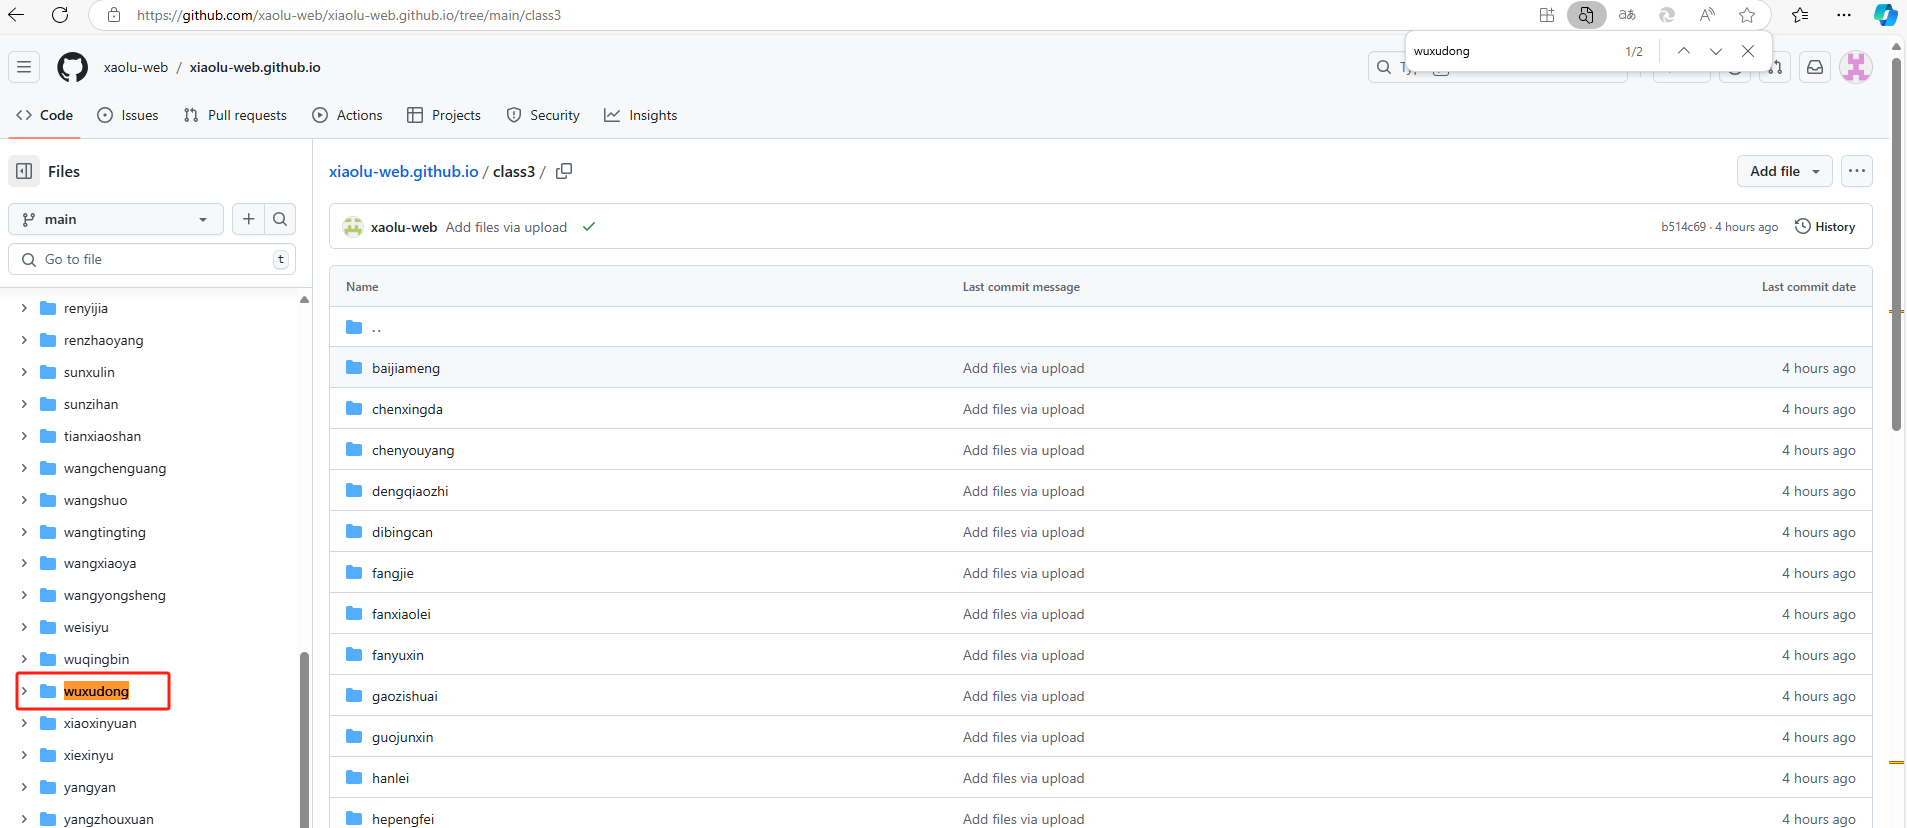 https://github.com/xaolu-web/xiaolu-web.github.io/tree/main/class3
aあ
wuxudong 1/2
xaolu-web / xiaolu-web.github.io
Code Issues Pull requests Actions Projects Security Insights
Files
xiaolu-web.github.io / class3 /
Add file
main
xaolu-web Add files via upload
b514c69 · 4 hours ago History
Go to file t
Name Last commit message Last commit date
..
baijiameng Add files via upload 4 hours ago
chenxingda Add files via upload 4 hours ago
chenyouyang Add files via upload 4 hours ago
dengqiaozhi Add files via upload 4 hours ago
dibingcan Add files via upload 4 hours ago
fangjie Add files via upload 4 hours ago
fanxiaolei Add files via upload 4 hours ago
fanyuxin Add files via upload 4 hours ago
gaozishuai Add files via upload 4 hours ago
guojunxin Add files via upload 4 hours ago
hanlei Add files via upload 4 hours ago
hepengfei Add files via upload 4 hours ago
renyijia
renzhaoyang
sunxulin
sunzihan
tianxiaoshan
wangchenguang
wangshuo
wangtingting
wangxiaoya
wangyongsheng
weisiyu
wuqingbin
wuxudong
xiaoxinyuan
xiexinyu
yangyan
yangzhouxuan